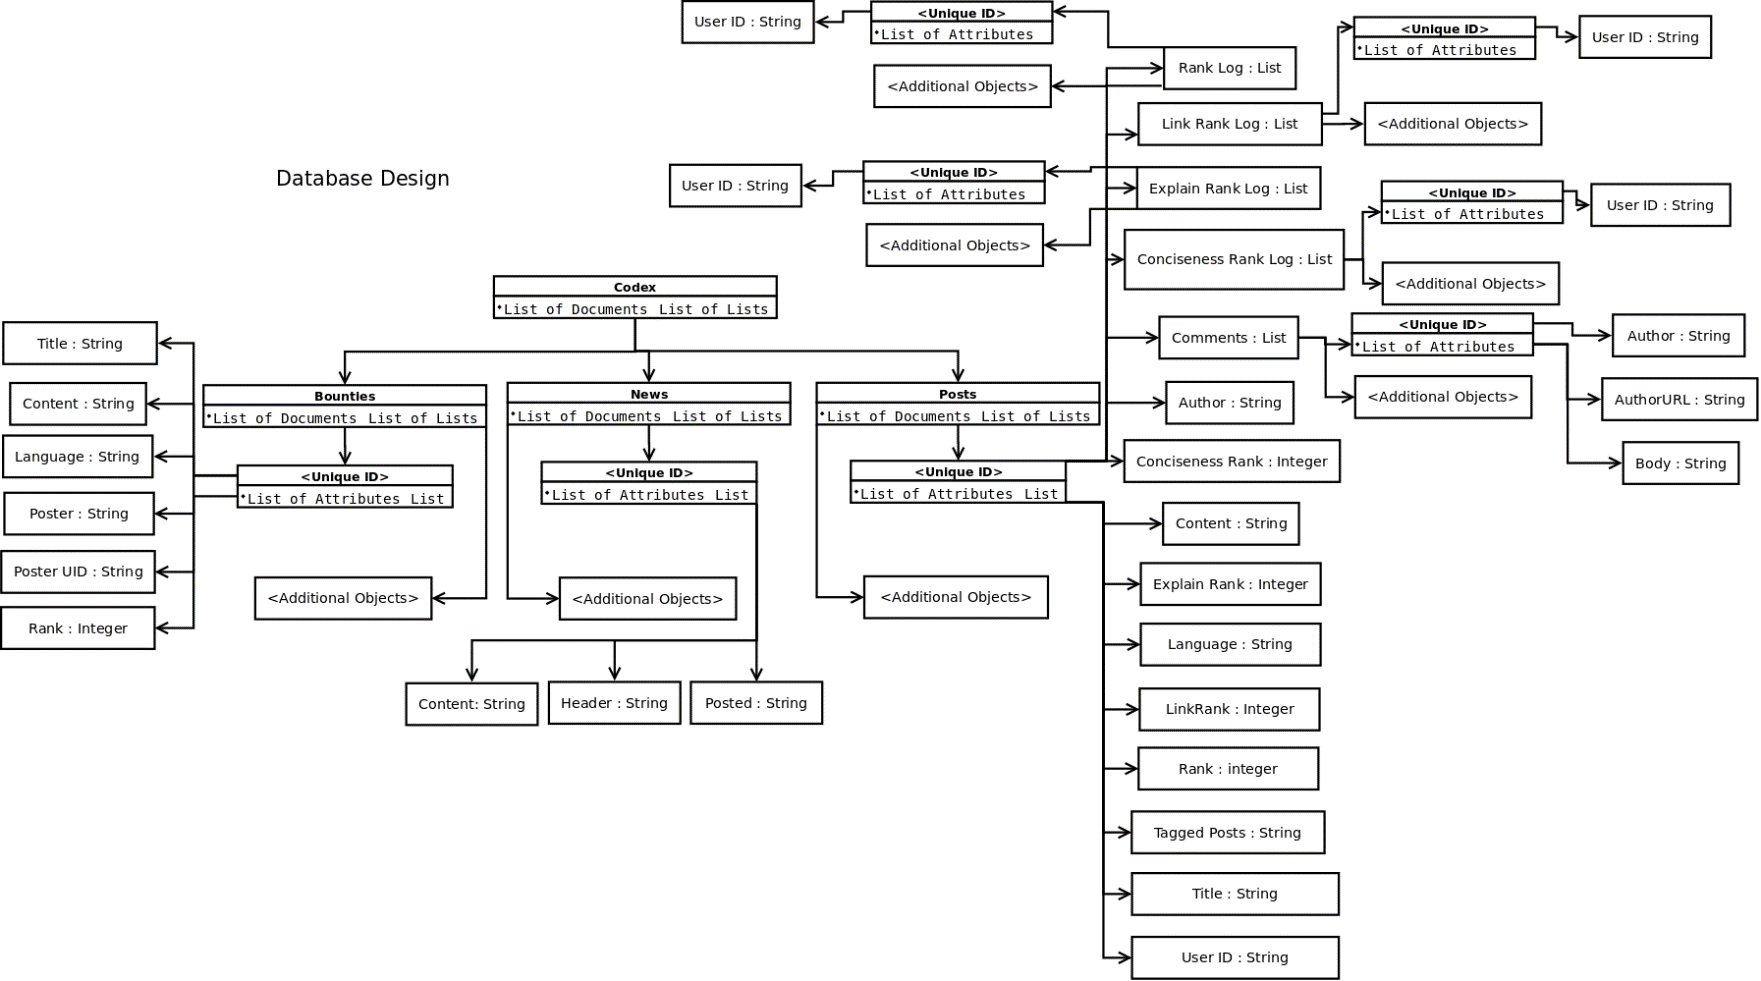 User ID : String
<Unique ID>
*List of Attributes
<Additional Objects>
Rank Log : List
<Unique ID>
*List of Attributes
User ID : String
Link Rank Log : List
<Additional Objects>
Database Design
User ID : String
<Unique ID>
*List of Attributes
<Additional Objects>
Explain Rank Log : List
<Unique ID>
*List of Attributes
User ID : String
Conciseness Rank Log : List
<Additional Objects>
Codex
*List of Documents List of Lists
Comments : List
<Unique ID>
*List of Attributes
Author : String
<Additional Objects>
AuthorURL : String
Body : String
Title : String
Content : String
Language : String
Poster : String
Poster UID : String
Rank : Integer
Bounties
*List of Documents List of Lists
<Unique ID>
*List of Attributes List
<Additional Objects>
News
*List of Documents List of Lists
<Unique ID>
*List of Attributes List
<Additional Objects>
Content: String
Header : String
Posted : String
Posts
*List of Documents List of Lists
<Unique ID>
*List of Attributes List
<Additional Objects>
Author : String
Conciseness Rank : Integer
Content : String
Explain Rank : Integer
Language : String
LinkRank : Integer
Rank : integer
Tagged Posts : String
Title : String
User ID : String